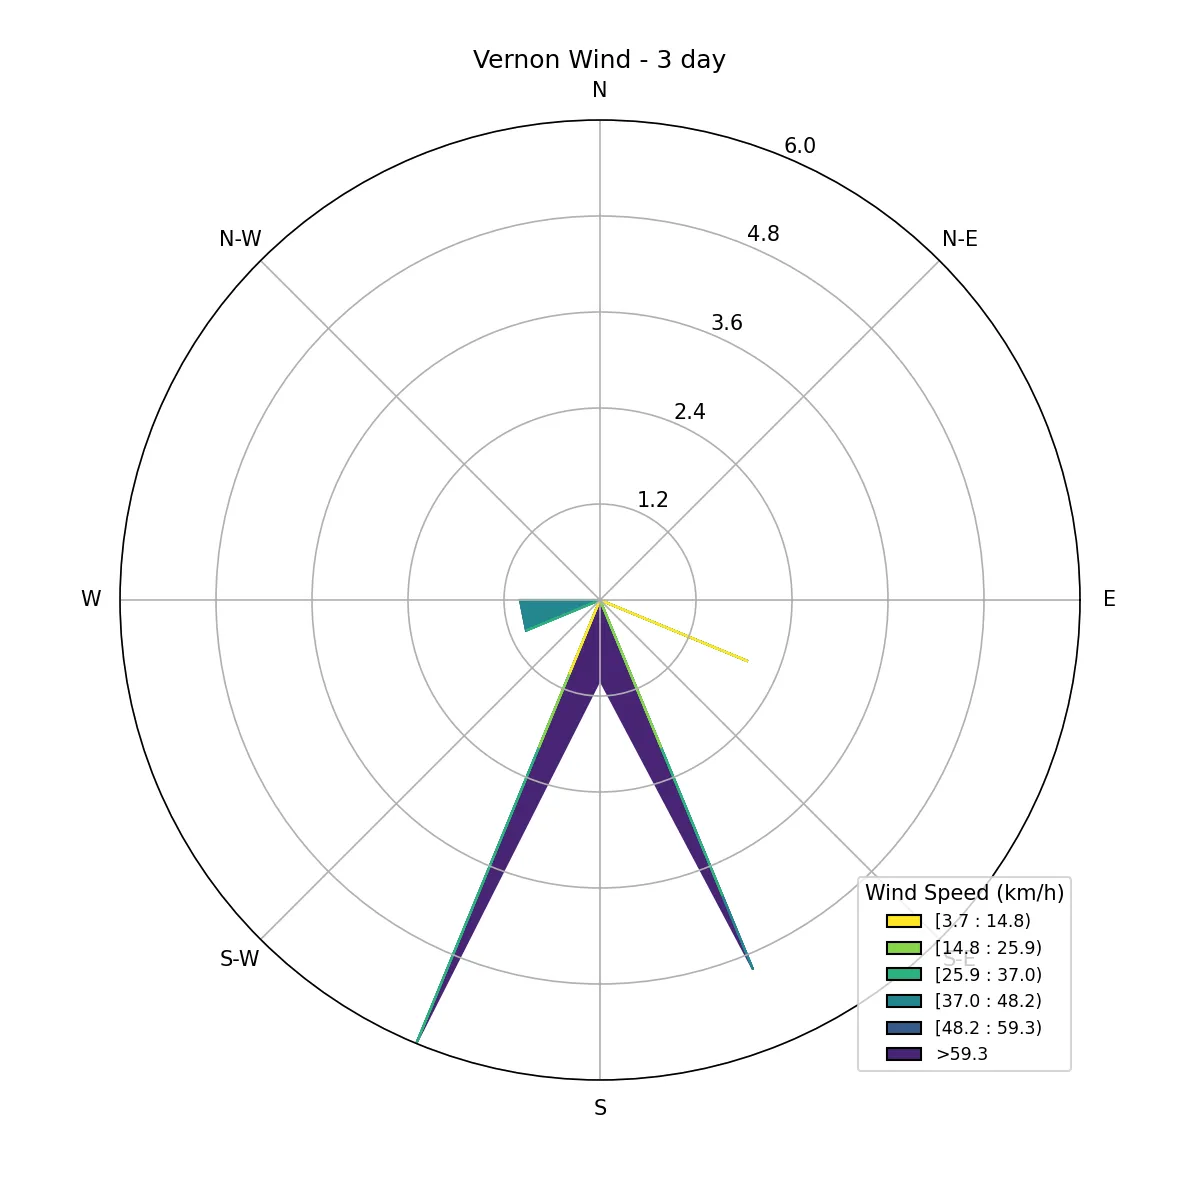 Vernon Wind - 3 day
N
6.0
4.8
N-W
N-E
3.6
2.4
1.2
W
E
Wind Speed (km/h)
[3.7 : 14.8)
[14.8 : 25.9)
S-W
S-E
[25.9 : 37.0)
[37.0 : 48.2)
[48.2 : 59.3)
>59.3
S